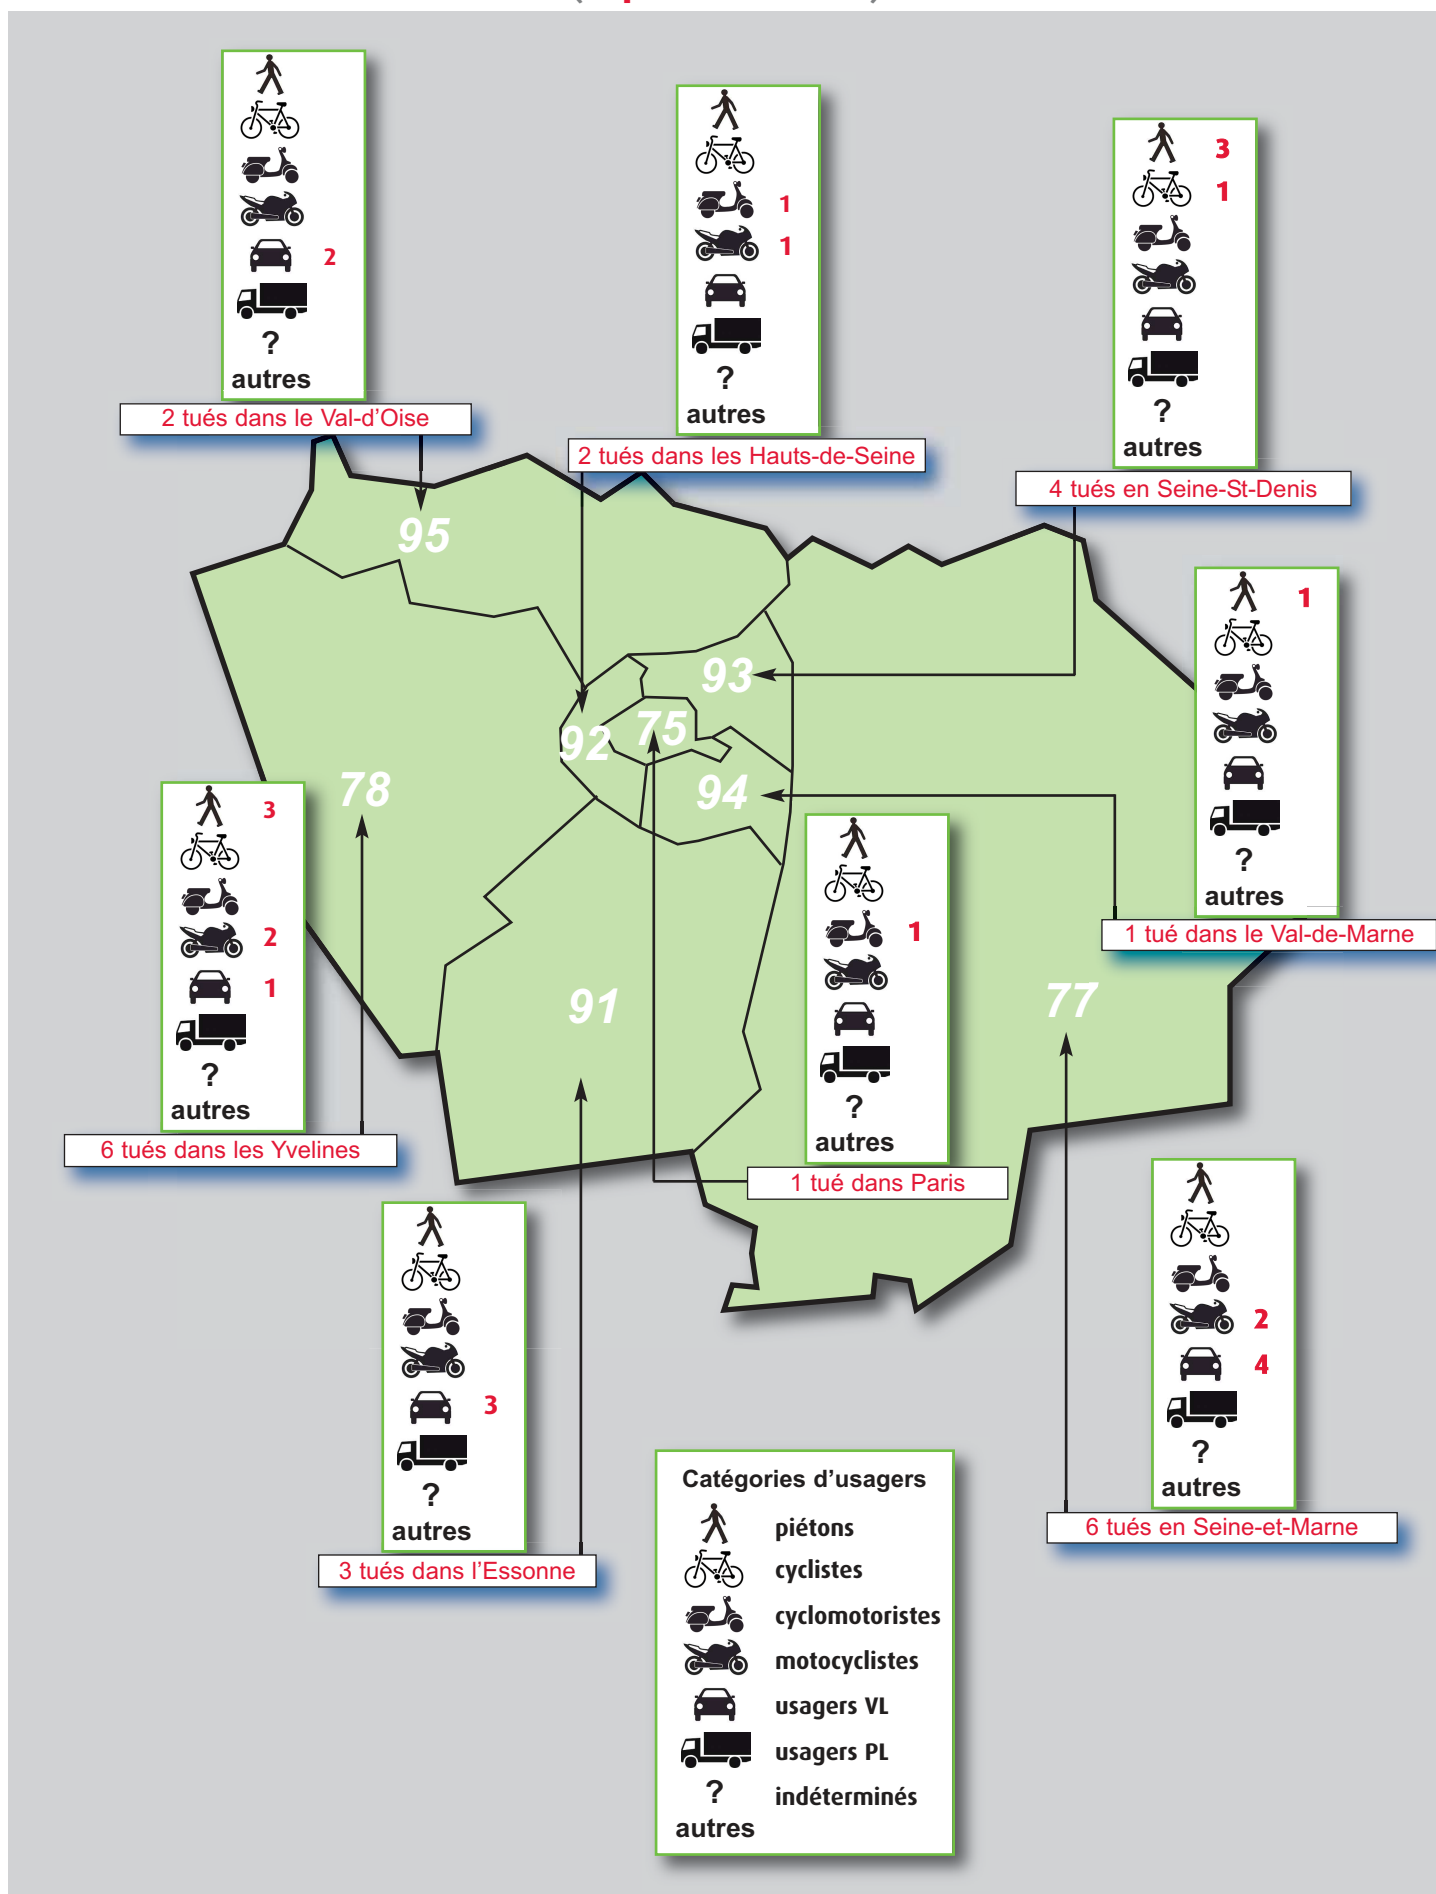 2
?
autres
2 tués dans le Val-d'Oise
1
1
?
autres
2 tués dans les Hauts-de-Seine
3
1
?
autres
4 tués en Seine-St-Denis
1
?
autres
1 tué dans le Val-de-Marne
95
93
92
75
94
78
91
77
3
2
1
?
autres
6 tués dans les Yvelines
1
?
autres
1 tué dans Paris
3
?
autres
3 tués dans l'Essonne
2
4
?
autres
6 tués en Seine-et-Marne
Catégories d'usagers
piétons
cyclistes
cyclomotoristes
motocyclistes
usagers VL
usagers PL
? indéterminés
autres